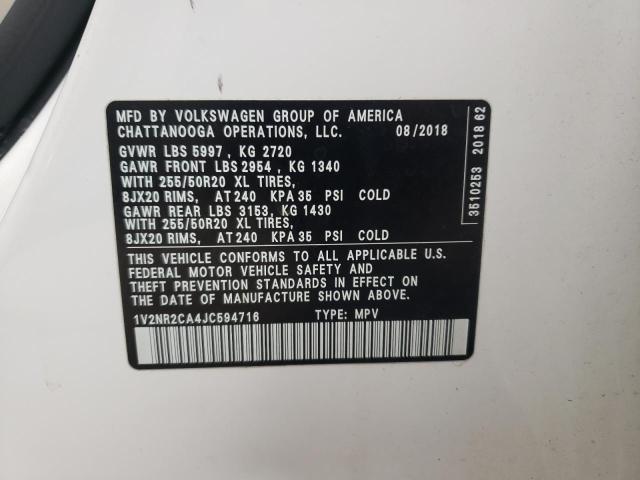 MFD BY VOLKSWAGEN GROUP OF AMERICA
CHATTANOOGA OPERATIONS, LLC. 08/2018
GVWR LBS 5997 , KG 2720
GAWR FRONT LBS 2954 , KG 1340
WITH 255/50R20 XL TIRES,
8JX20 RIMS, AT 240 KPA 35 PSI COLD
GAWR REAR LBS 3153, KG 1430
WITH 255/50R20 XL TIRES,
8JX20 RIMS, AT 240 KPA 35 PSI COLD
THIS VEHICLE CONFORMS TO ALL APPLICABLE U.S.
FEDERAL MOTOR VEHICLE SAFETY AND
THEFT PREVENTION STANDARDS IN EFFECT
ON THE DATE OF MANUFACTURE SHOWN ABOVE.
1V2NR2CA4JC594716 TYPE: MPV
3510253 2018 62